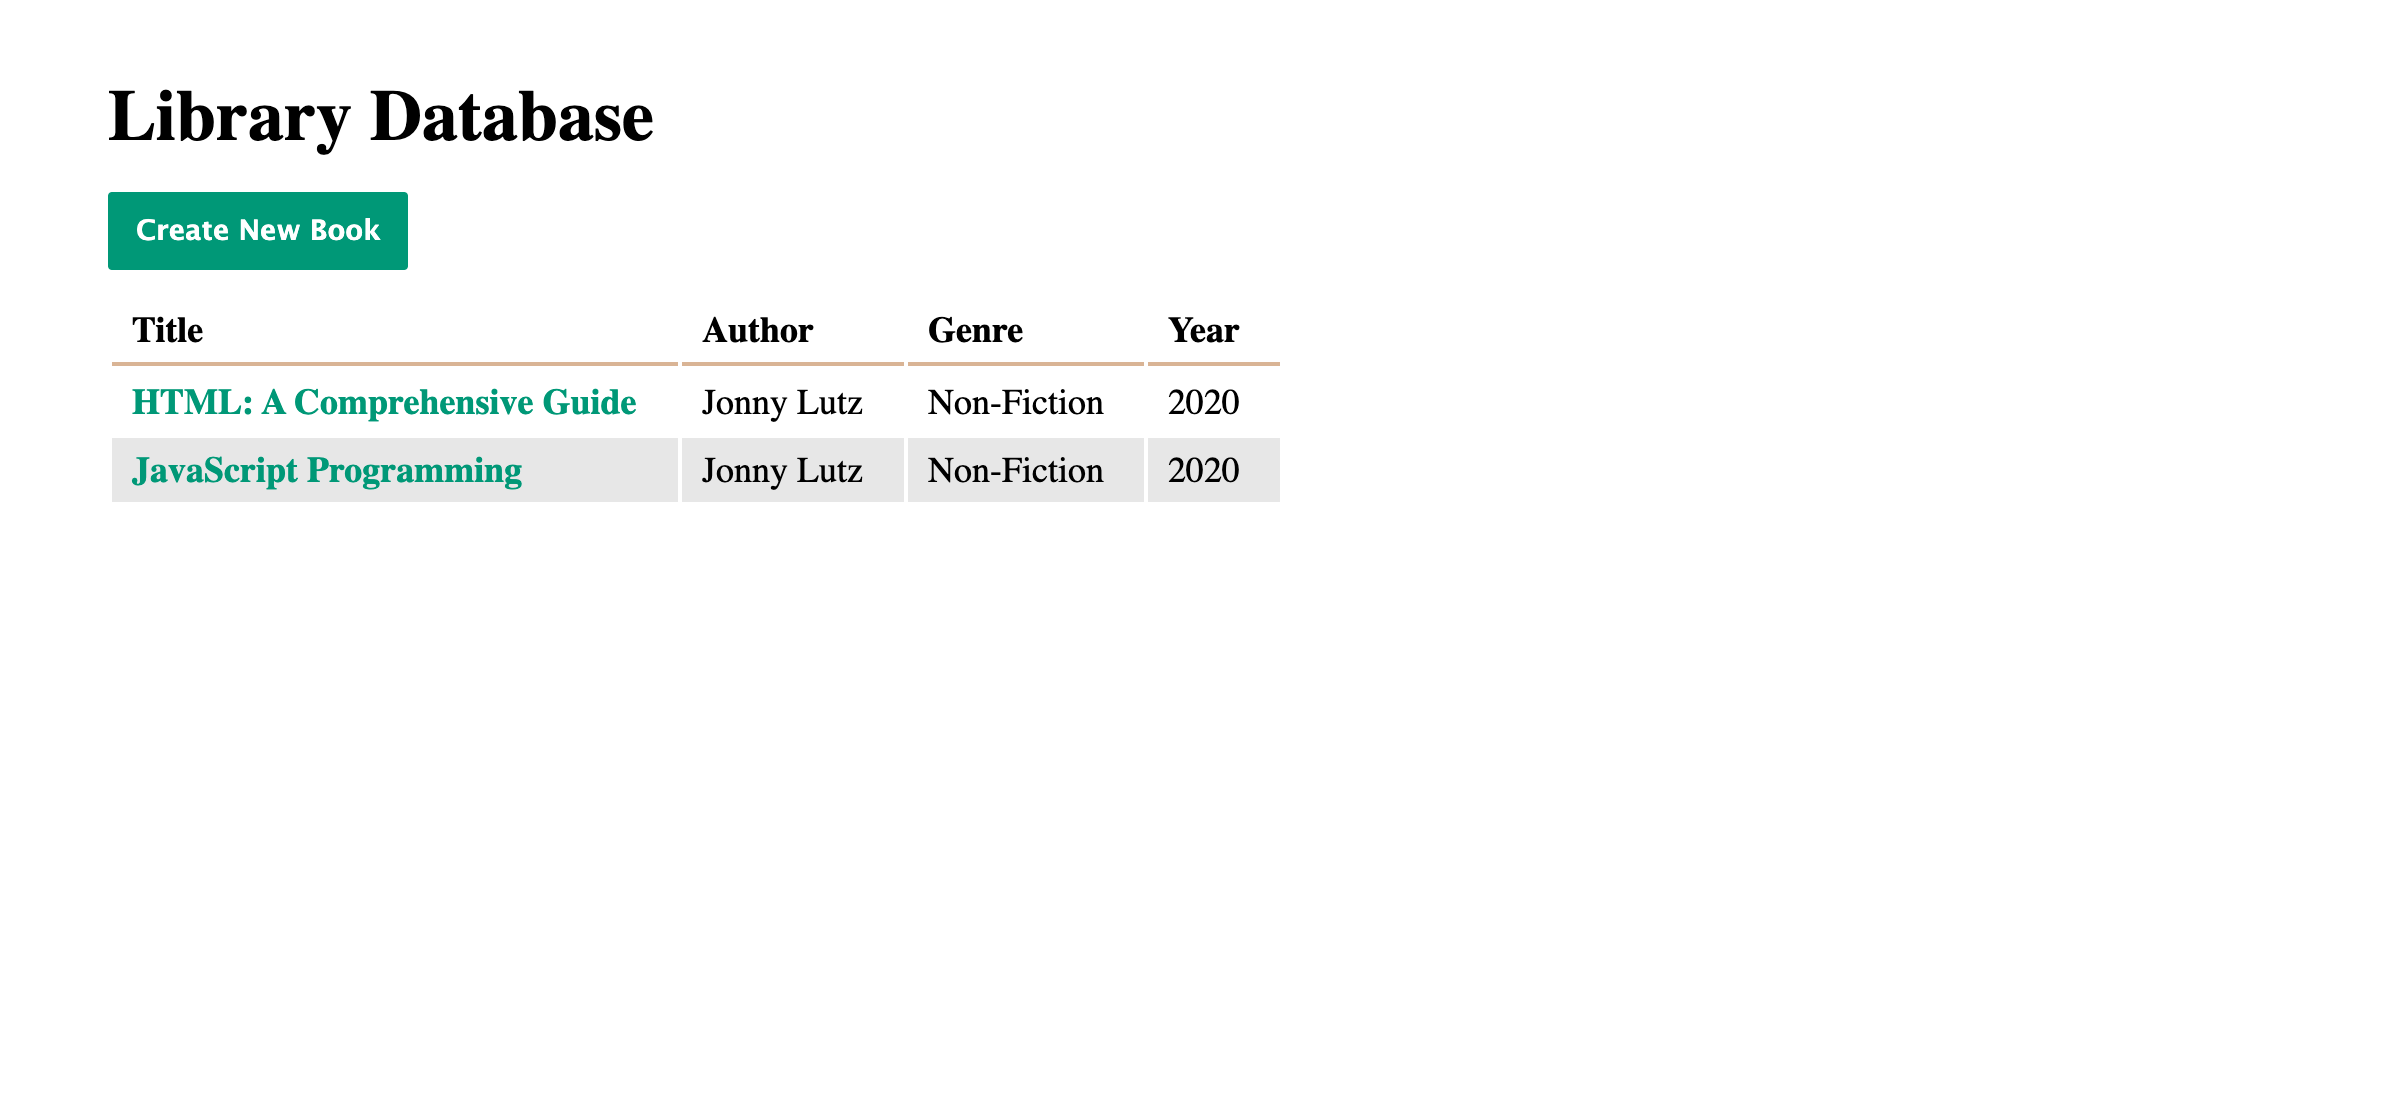 Library Database
Create New Book
Title Author Genre Year
HTML: A Comprehensive Guide Jonny Lutz Non-Fiction 2020
JavaScript Programming Jonny Lutz Non-Fiction 2020